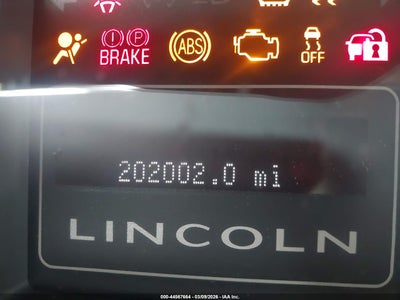 BRAKE
ABS
OFF
202002.0 mi
LINCOLN
000-44567664 - 03/09/2026 - IAA Inc.